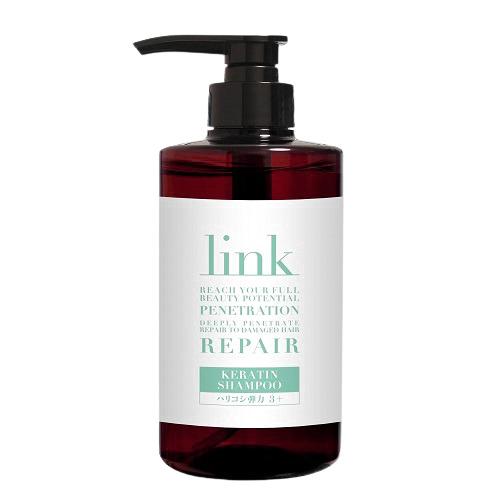 link
REACH YOUR FULL
BEAUTY POTENTIAL
PENETRATION
DEEPLY PENETRATE
REPAIR TO DAMAGED HAIR
REPAIR
KERATIN
SHAMPOO
ハリコシ弾力 3+